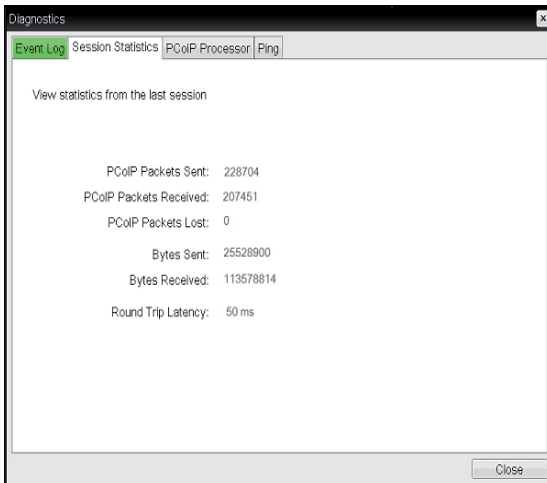 Diagnostics
Event Log Session Statistics PCoIP Processor Ping
View statistics from the last session
PCoIP Packets Sent: 228704
PCoIP Packets Received: 207451
PCoIP Packets Lost: 0
Bytes Sent: 25528900
Bytes Received: 113578814
Round Trip Latency: 50 ms
Close